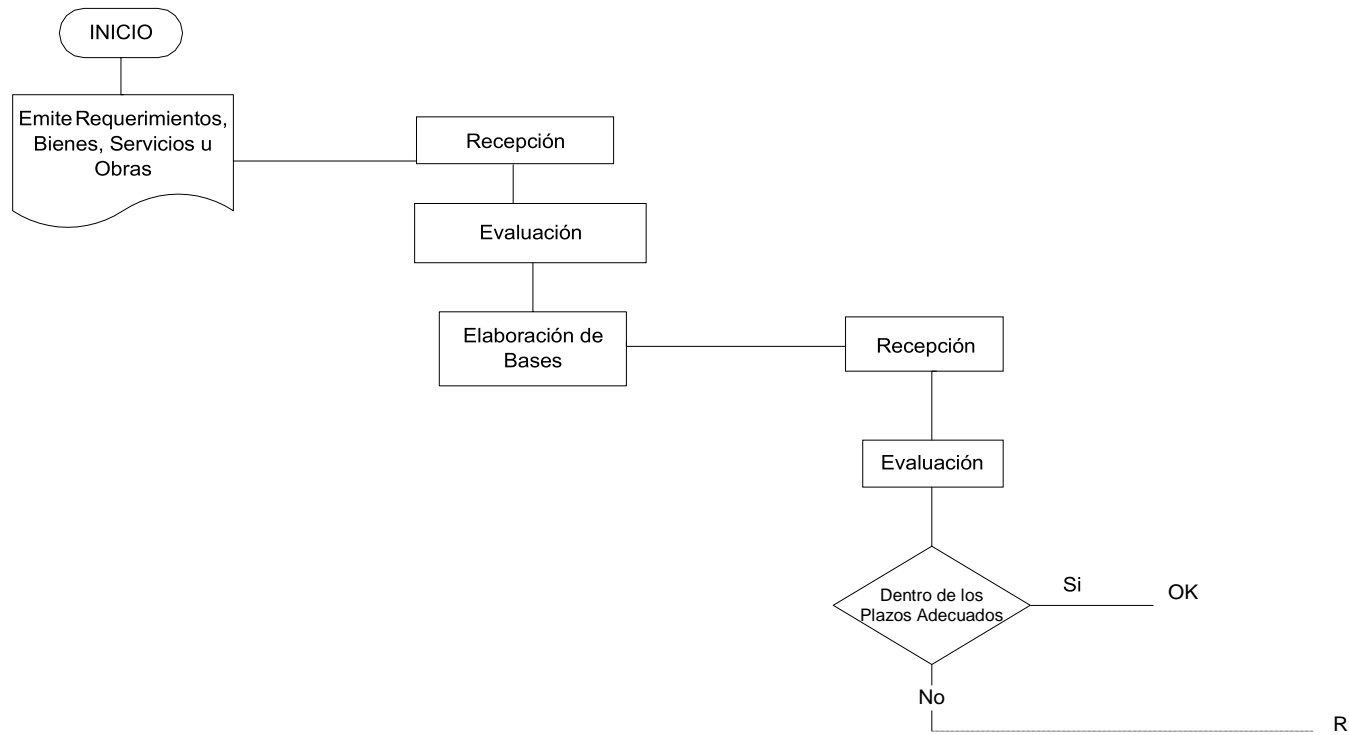 INICIO
Emite Requerimientos,
Bienes, Servicios u
Obras
Recepción
Evaluación
Elaboración de
Bases
Recepción
Evaluación
Dentro de los
Plazos Adecuados
Si
OK
No
R